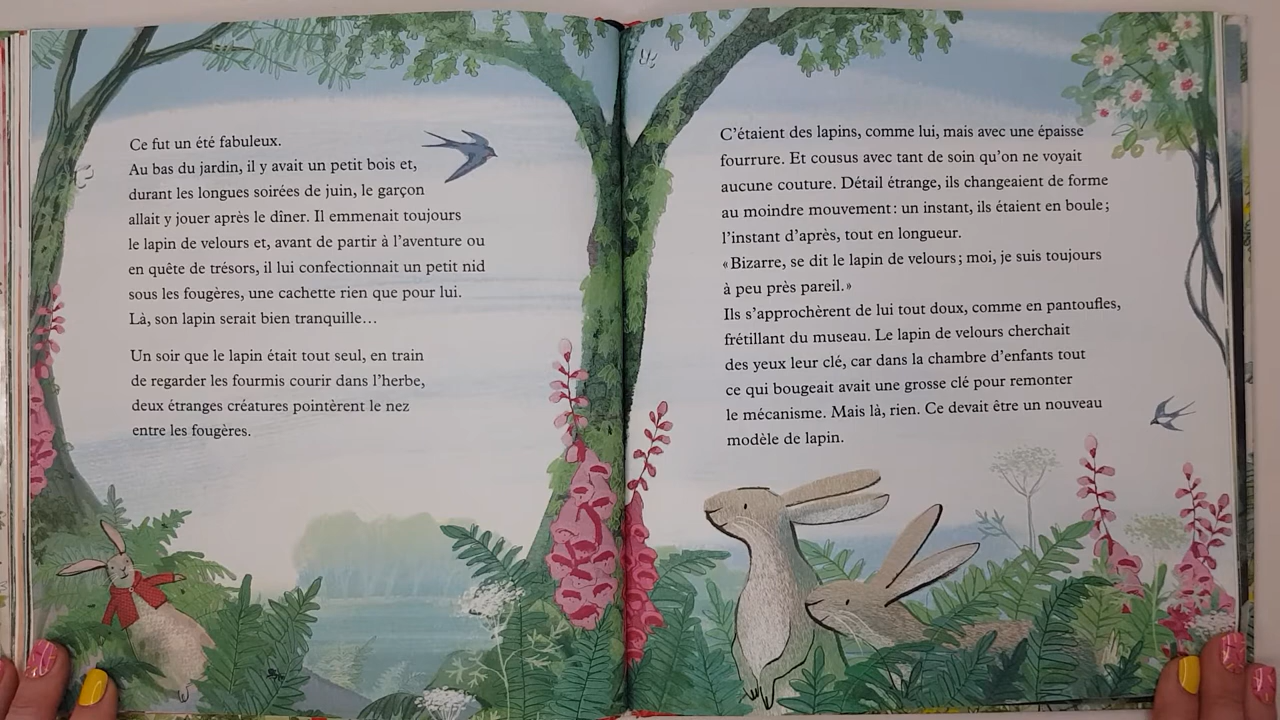 Ce fut un été fabuleux.
Au bas du jardin, il y avait un petit bois et,
durant les longues soirées de juin, le garçon
allait y jouer après le dîner. Il emmenait toujours
le lapin de velours et, avant de partir à l'aventure ou
en quête de trésors, il lui confectionnait un petit nid
sous les fougères, une cachette rien que pour lui.
Là, son lapin serait bien tranquille…
Un soir que le lapin était tout seul, en train
de regarder les fourmis courir dans l'herbe,
deux étranges créatures pointèrent le nez
entre les fougères.
C'étaient des lapins, comme lui, mais avec une épaisse
fourrure. Et cousus avec tant de soin qu'on ne voyait
aucune couture. Détail étrange, ils changeaient de forme
au moindre mouvement : un instant, ils étaient en boule ;
l'instant d'après, tout en longueur.
« Bizarre, se dit le lapin de velours ; moi, je suis toujours
à peu près pareil. »
Ils s'approchèrent de lui tout doux, comme en pantoufles,
frétillant du museau. Le lapin de velours cherchait
des yeux leur clé, car dans la chambre d'enfants tout
ce qui bougeait avait une grosse clé pour remonter
le mécanisme. Mais là, rien. Ce devait être un nouveau
modèle de lapin.